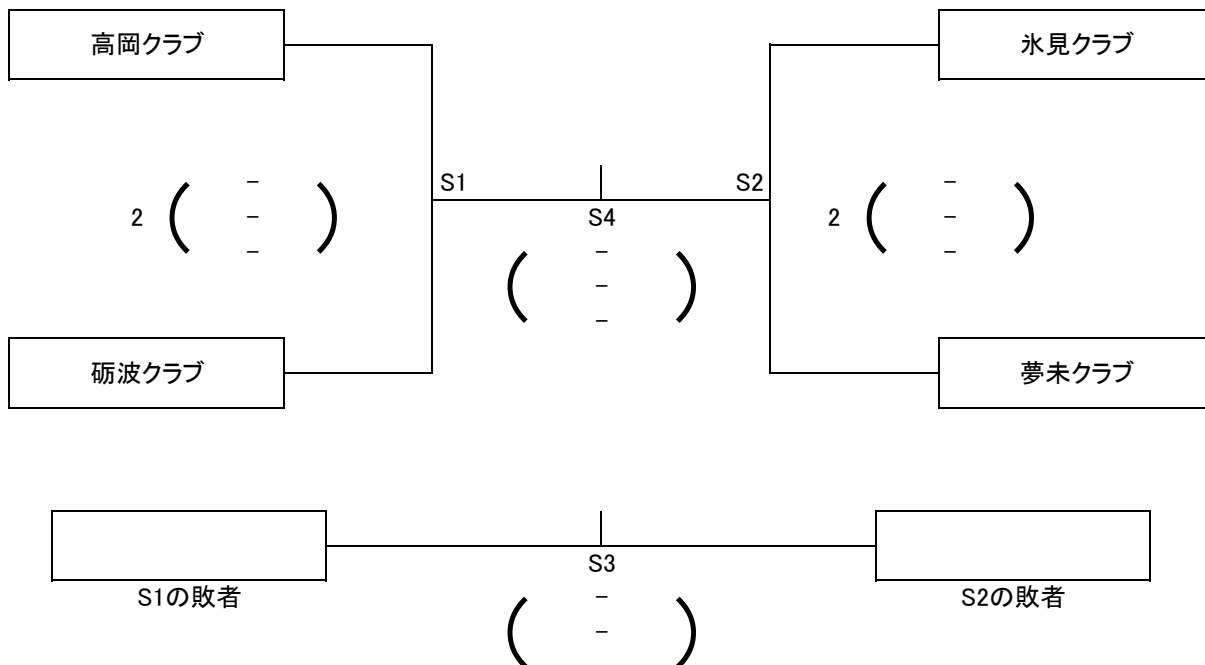 高岡クラブ
氷見クラブ
S1
S2
S4
2 ( - - - )
2 ( - - - )
( - - - )
砺波クラブ
夢未クラブ
S3
S1の敗者
S2の敗者
( - -  )